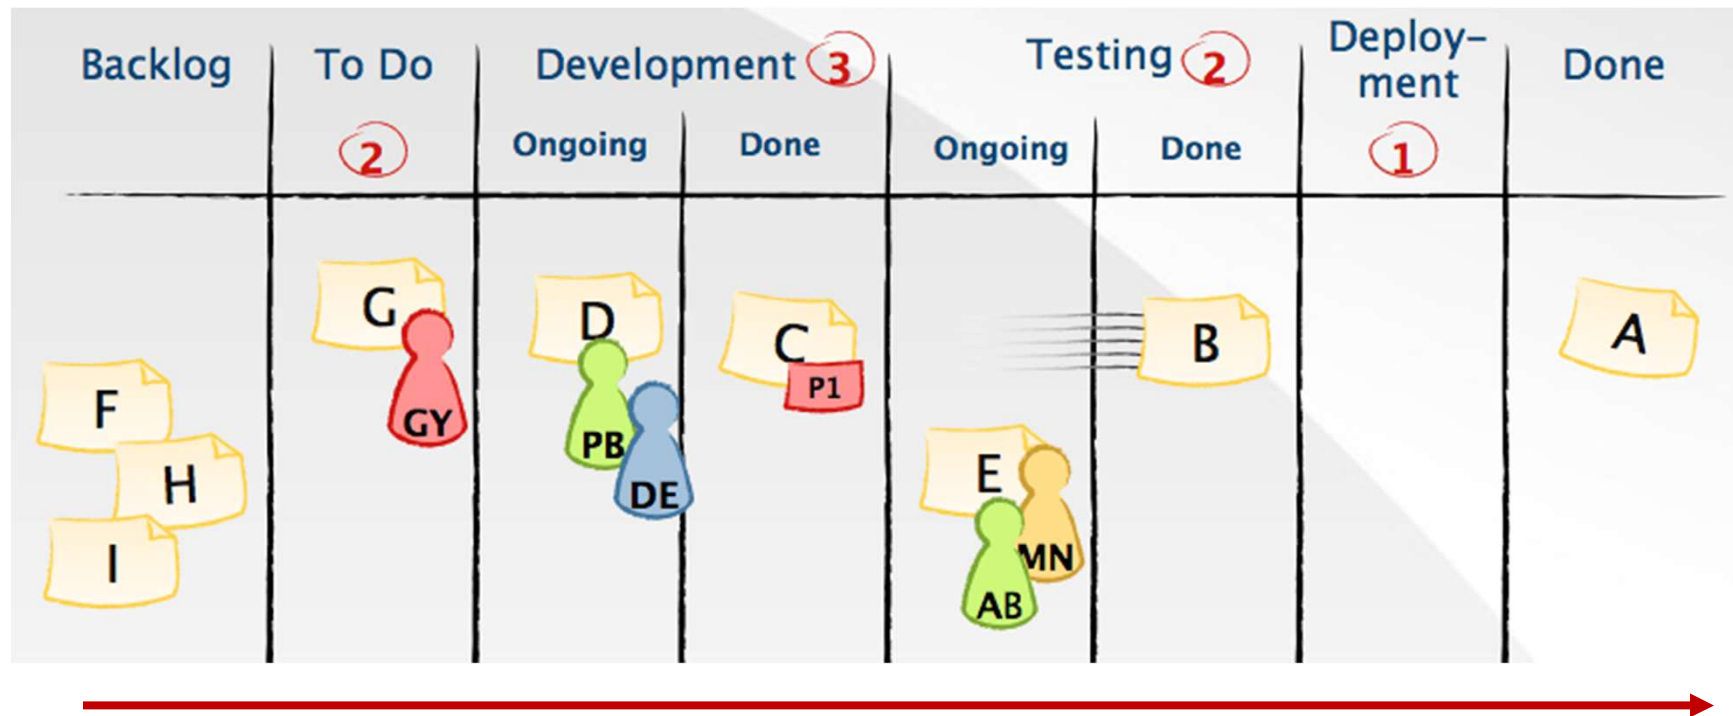 Backlog
To Do
2
Development 3
Ongoing
Done
Testing 2
Ongoing
Done
Deploy-
ment
1
Done
G
GY
D
PB
DE
C
P1
B
A
F
H
I
E
MN
AB